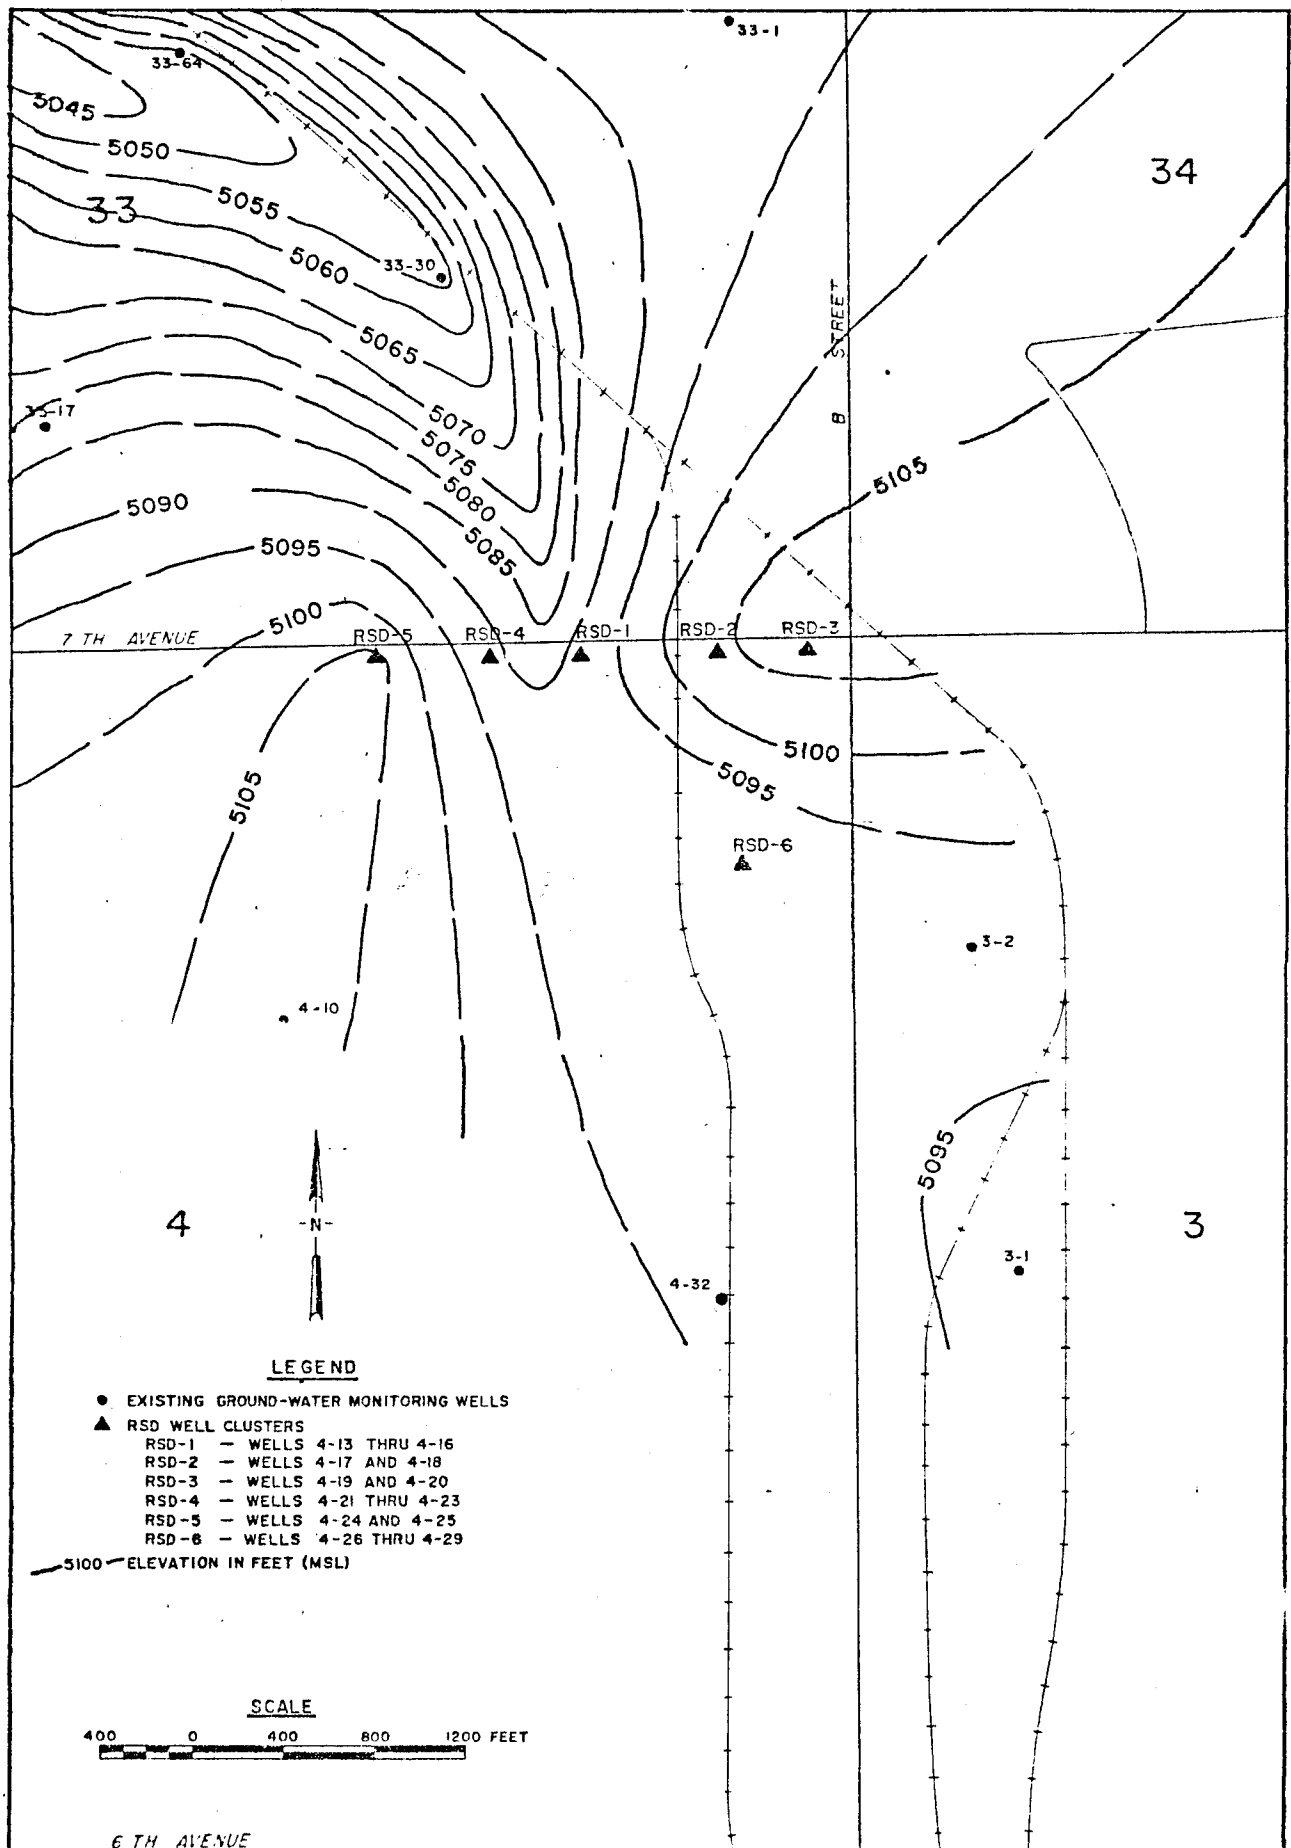 33-1
33-64
5045
5050
34
33
5055
33-30
5060
B STREET
5065
5070
33-17
5075
5105
5080
5090
5085
5095
5100
7 TH AVENUE
RSD-5
RSD-4
RSD-1
RSD-2
RSD-3
5100
5095
5105
RSD-6
3-2
4-10
5095
4
-N-
3
3-1
4-32
LEGEND
EXISTING GROUND-WATER MONITORING WELLS
RSD WELL CLUSTERS
RSD-1 — WELLS 4-13 THRU 4-16
RSD-2 — WELLS 4-17 AND 4-18
RSD-3 — WELLS 4-19 AND 4-20
RSD-4 — WELLS 4-21 THRU 4-23
RSD-5 — WELLS 4-24 AND 4-25
RSD-6 — WELLS 4-26 THRU 4-29
5100 ELEVATION IN FEET (MSL)
SCALE
400 0 400 800 1200 FEET
6 TH AVENUE